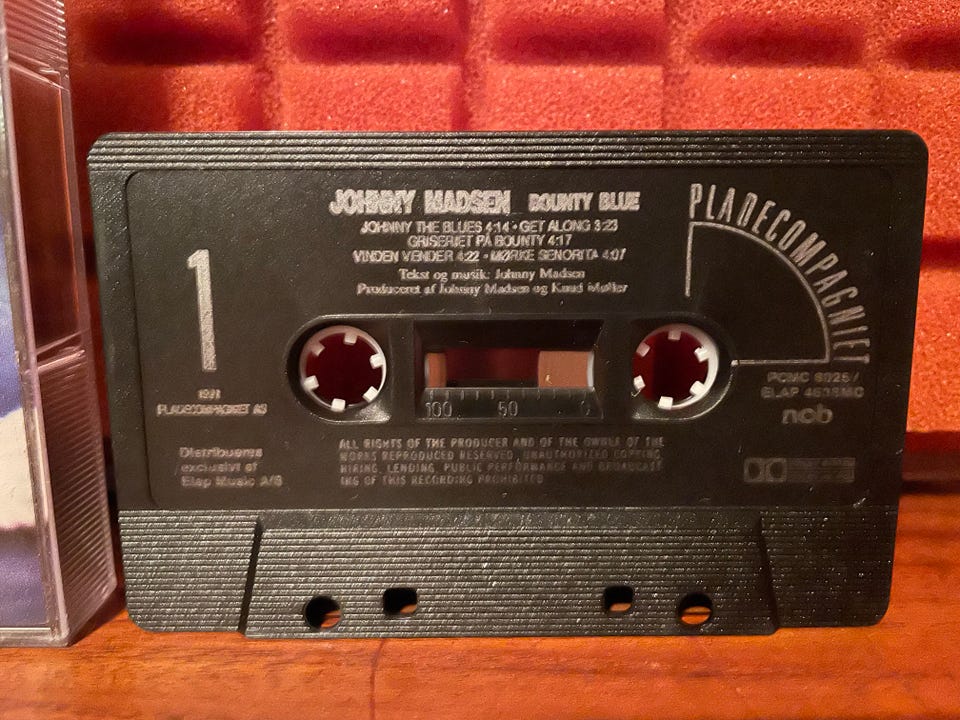 JOHNNY MADSEN BOUNTY BLUE
JOHNNY THE BLUES 4:14 • GET ALONG 3:23
GRISERIET PÅ BOUNTY 4:17
VINDEN VENDER 4:22 • MØRKE SENORITA 4:07
Tekst og musik: Johnny Madsen
Produceret af Johnny Madsen og Knud Møller
PLADECOMPAGNIET
1
1991
PLADECOMPAGNIET AS
PCMC 8025/
ELAP 4638MC
ncb
100 50 0
Distribueres
exclusivt af
Elap Music A/S
ALL RIGHTS OF THE PRODUCER AND OF THE OWNER OF THE
WORKS REPRODUCED RESERVED. UNAUTHORIZED COPYING,
HIRING, LENDING, PUBLIC PERFORMANCE AND BROADCAST
ING OF THIS RECORDING PROHIBITED